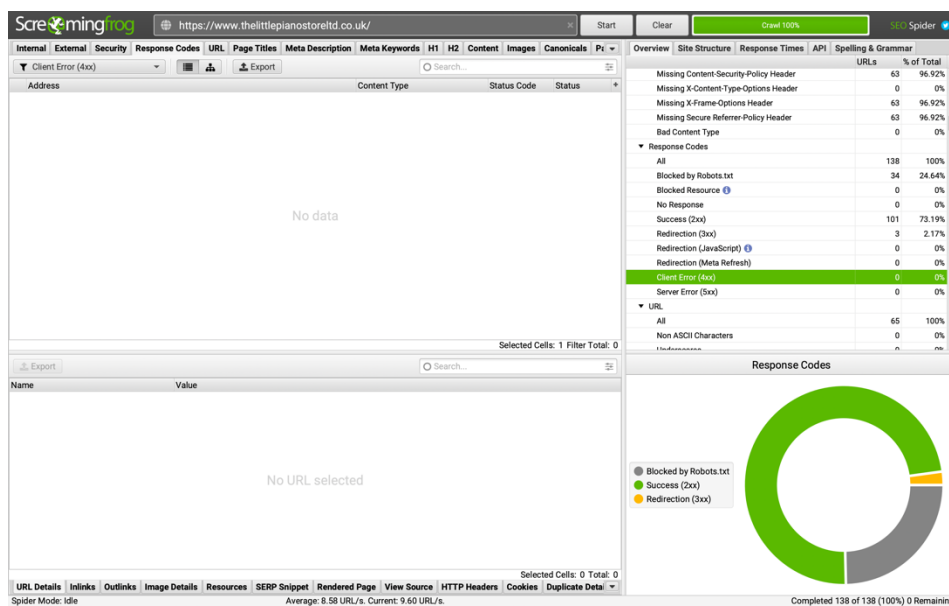 Screamingfrog https://www.thelittlepianostoreltd.co.uk/ × Start Clear Crawl 100% SEO Spider
Internal External Security Response Codes URL Page Titles Meta Description Meta Keywords H1 H2 Content Images Canonicals
Client Error (4xx) Export Search...
Address Content Type Status Code Status +
No data
Selected Cells: 1 Filter Total: 0
Export Search...
Name Value
No URL selected
Selected Cells: 0 Total: 0
URL Details Inlinks Outlinks Image Details Resources SERP Snippet Rendered Page View Source HTTP Headers Cookies Duplicate Detai
Overview Site Structure Response Times API Spelling & Grammar
URLs % of Total
Missing Content-Security-Policy Header 63 96.92%
Missing X-Content-Type-Options Header 0 0%
Missing X-Frame-Options Header 63 96.92%
Missing Secure Referrer-Policy Header 63 96.92%
Bad Content Type 0 0%
Response Codes
All 138 100%
Blocked by Robots.txt 34 24.64%
Blocked Resource 0 0%
No Response 0 0%
Success (2xx) 101 73.19%
Redirection (3xx) 3 2.17%
Redirection (JavaScript) 0 0%
Redirection (Meta Refresh) 0 0%
Client Error (4xx) 0 0%
Server Error (5xx) 0 0%
URL
All 65 100%
Non ASCII Characters 0 0%
Response Codes
Blocked by Robots.txt
Success (2xx)
Redirection (3xx)
Spider Mode: Idle Average: 8.58 URL/s. Current: 9.60 URL/s. Completed 138 of 138 (100%) 0 Remainin